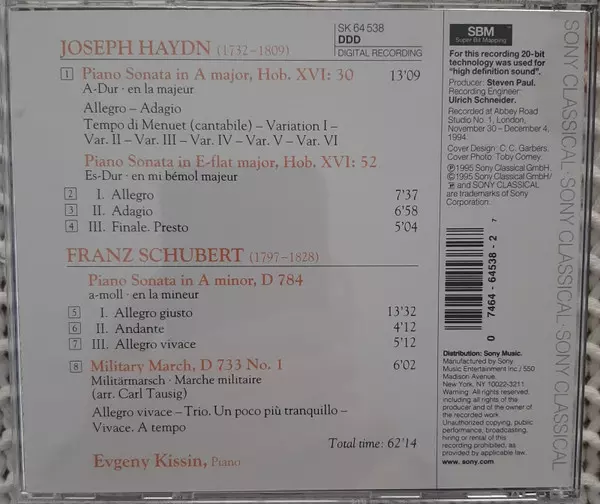 JOSEPH HAYDN (1732–1809)
1 Piano Sonata in A major, Hob. XVI: 30 13'09
A-Dur · en la majeur
Allegro – Adagio
Tempo di Menuet (cantabile) – Variation I –
Var. II – Var. III – Var. IV – Var. V – Var. VI
Piano Sonata in E-flat major, Hob. XVI: 52
Es-Dur · en mi bémol majeur
2 I. Allegro 7'37
3 II. Adagio 6'58
4 III. Finale. Presto 5'04
FRANZ SCHUBERT (1797–1828)
Piano Sonata in A minor, D 784
a-moll · en la mineur
5 I. Allegro giusto 13'32
6 II. Andante 4'12
7 III. Allegro vivace 5'12
8 Military March, D 733 No. 1 6'02
Militärmarsch · Marche militaire
(arr. Carl Tausig)
Allegro vivace – Trio. Un poco più tranquillo –
Vivace. A tempo
Total time: 62'14
Evgeny Kissin, Piano
SK 64 538
DDD
DIGITAL RECORDING
SBM
Super Bit Mapping
For this recording 20-bit
technology was used for
"high definition sound".
Producer: Steven Paul.
Recording Engineer:
Ulrich Schneider.
Recorded at Abbey Road
Studio No. 1, London,
November 30 – December 4,
1994
Cover Design: C. C. Garbers.
Cover Photo: Toby Corney.
℗ 1995 Sony Classical GmbH.
© 1995 Sony Classical GmbH/
and SONY CLASSICAL
are trademarks of Sony
Corporation.
0 7464-64538-2 7
Distribution: Sony Music.
Manufactured by Sony
Music Entertainment Inc / 550
Madison Avenue,
New York, NY 10022-3211.
Warning: All rights reserved,
including all rights of the
producer and of the owner of
the recorded work.
Unauthorized copying, public
performance, broadcasting,
hiring or rental of this
recording prohibited, as
provided by applicable law.
www.sony.com
SONY CLASSICAL · SONY CLASSICAL · SONY CLASSICAL · SONY CLASSICAL